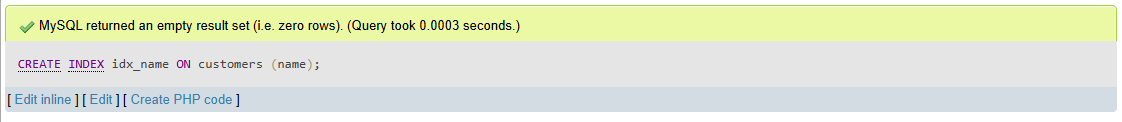 MySQL returned an empty result set (i.e. zero rows). (Query took 0.0003 seconds.)
CREATE INDEX idx_name ON customers (name);
[ Edit inline ] [ Edit ] [ Create PHP code ]